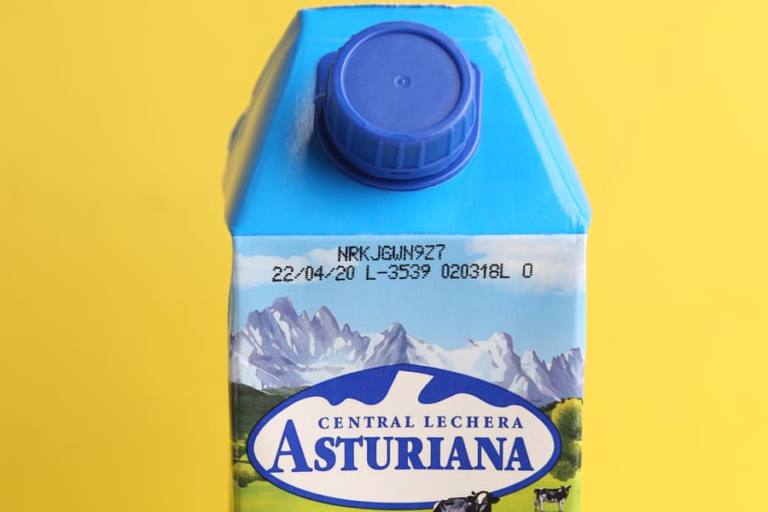 NRKJGWN9Z7
22/04/20 L-3539 020318L 0
CENTRAL LECHERA
ASTURIANA